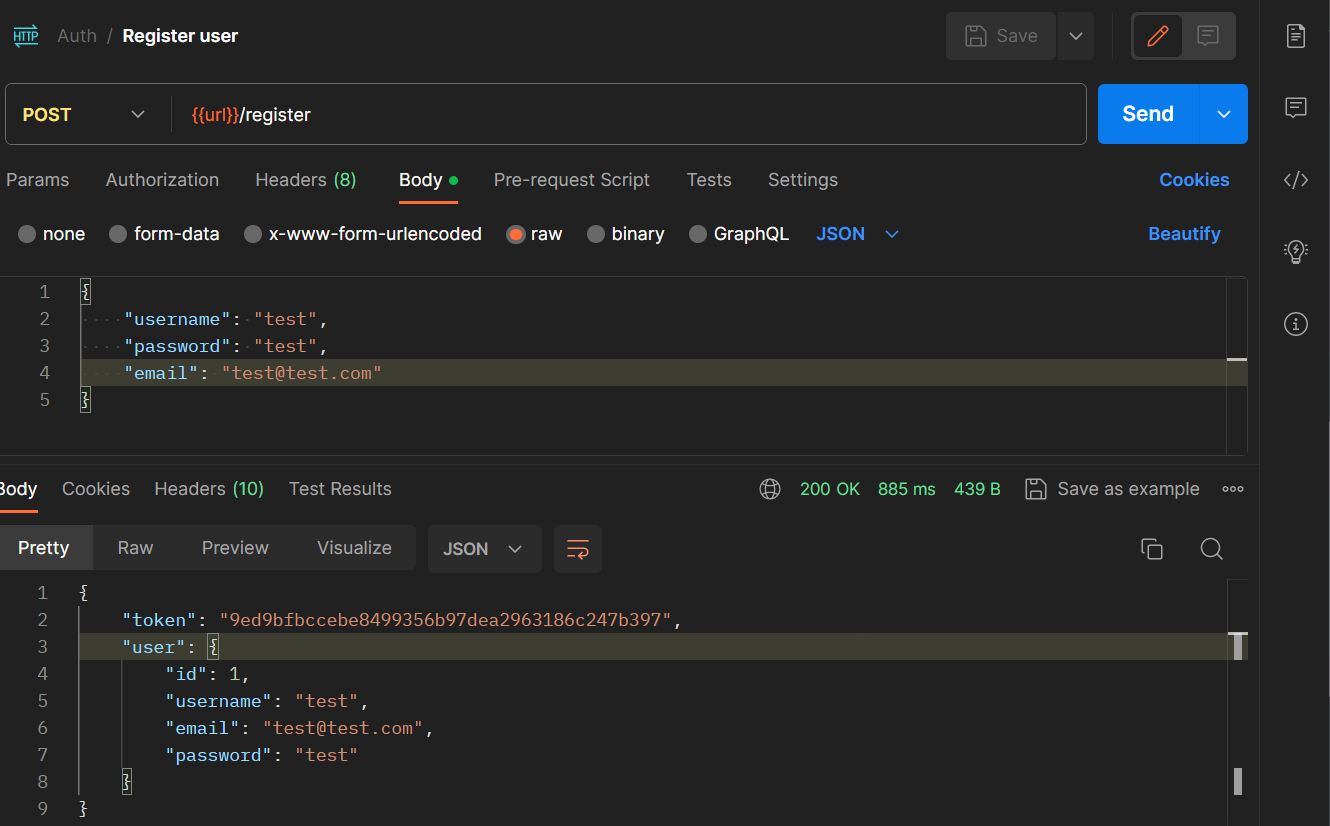 HTTP Auth / Register user Save
POST {{url}}/register Send
Params Authorization Headers (8) Body Pre-request Script Tests Settings Cookies
none form-data x-www-form-urlencoded raw binary GraphQL JSON Beautify
1 {
2 "username": "test",
3 "password": "test",
4 "email": "test@test.com"
5 }
Body Cookies Headers (10) Test Results 200 OK 885 ms 439 B Save as example
Pretty Raw Preview Visualize JSON
1 {
2 "token": "9ed9bfbccebe8499356b97dea2963186c247b397",
3 "user": {
4 "id": 1,
5 "username": "test",
6 "email": "test@test.com",
7 "password": "test"
8 }
9 }